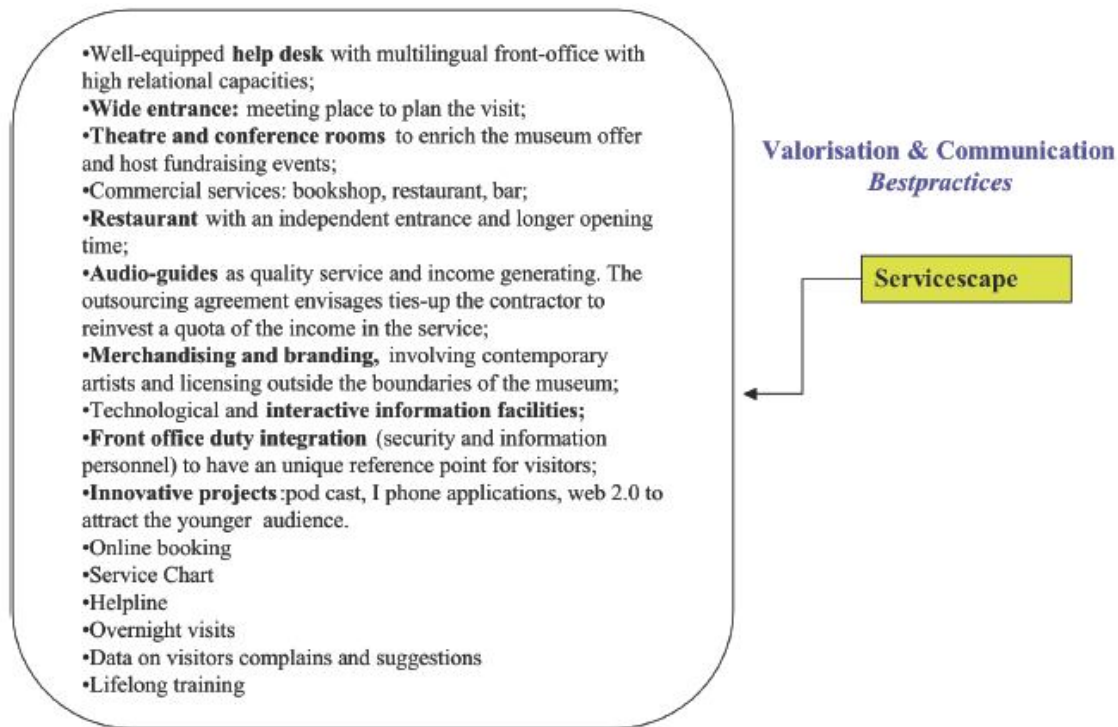 •Well-equipped help desk with multilingual front-office with
high relational capacities;
•Wide entrance: meeting place to plan the visit;
•Theatre and conference rooms to enrich the museum offer
and host fundraising events;
•Commercial services: bookshop, restaurant, bar;
•Restaurant with an independent entrance and longer opening
time;
•Audio-guides as quality service and income generating. The
outsourcing agreement envisages ties-up the contractor to
reinvest a quota of the income in the service;
•Merchandising and branding, involving contemporary
artists and licensing outside the boundaries of the museum;
•Technological and interactive information facilities;
•Front office duty integration (security and information
personnel) to have an unique reference point for visitors;
•Innovative projects:pod cast, I phone applications, web 2.0 to
attract the younger audience.
•Online booking
•Service Chart
•Helpline
•Overnight visits
•Data on visitors complains and suggestions
•Lifelong training
Valorisation & Communication
Bestpractices
Servicescape